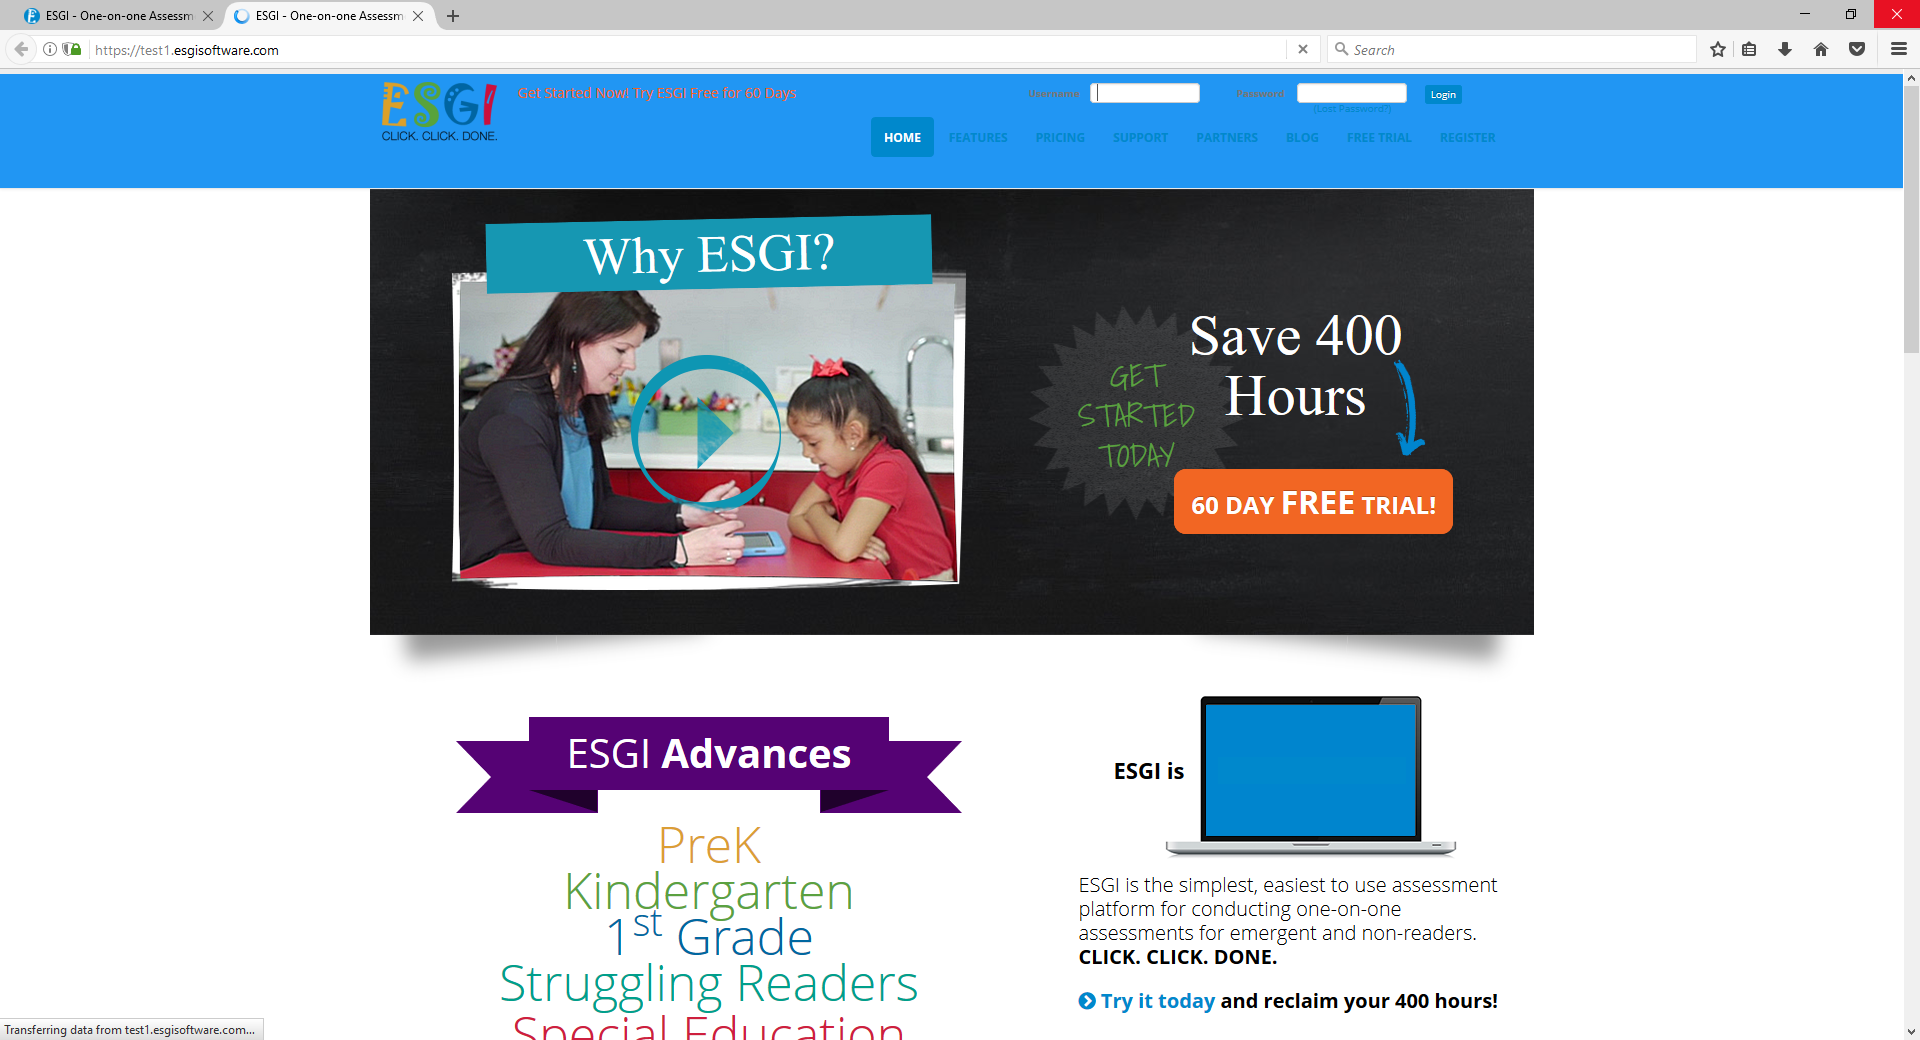 ESGI - One-on-one Assessm
ESGI - One-on-one Assessm
https://test1.esgisoftware.com
Search
ESGI
CLICK. CLICK. DONE.
Get Started Now! Try ESGI Free for 60 Days
Username
Password
Login
(Lost Password?)
HOME
FEATURES
PRICING
SUPPORT
PARTNERS
BLOG
FREE TRIAL
REGISTER
Why ESGI?
GET
STARTED
TODAY
Save 400
Hours
60 DAY FREE TRIAL!
ESGI Advances
PreK
Kindergarten
1st Grade
Struggling Readers
Special Education
ESGI is
ESGI is the simplest, easiest to use assessment
platform for conducting one-on-one
assessments for emergent and non-readers.
CLICK. CLICK. DONE.
Try it today and reclaim your 400 hours!
Transferring data from test1.esgisoftware.com...